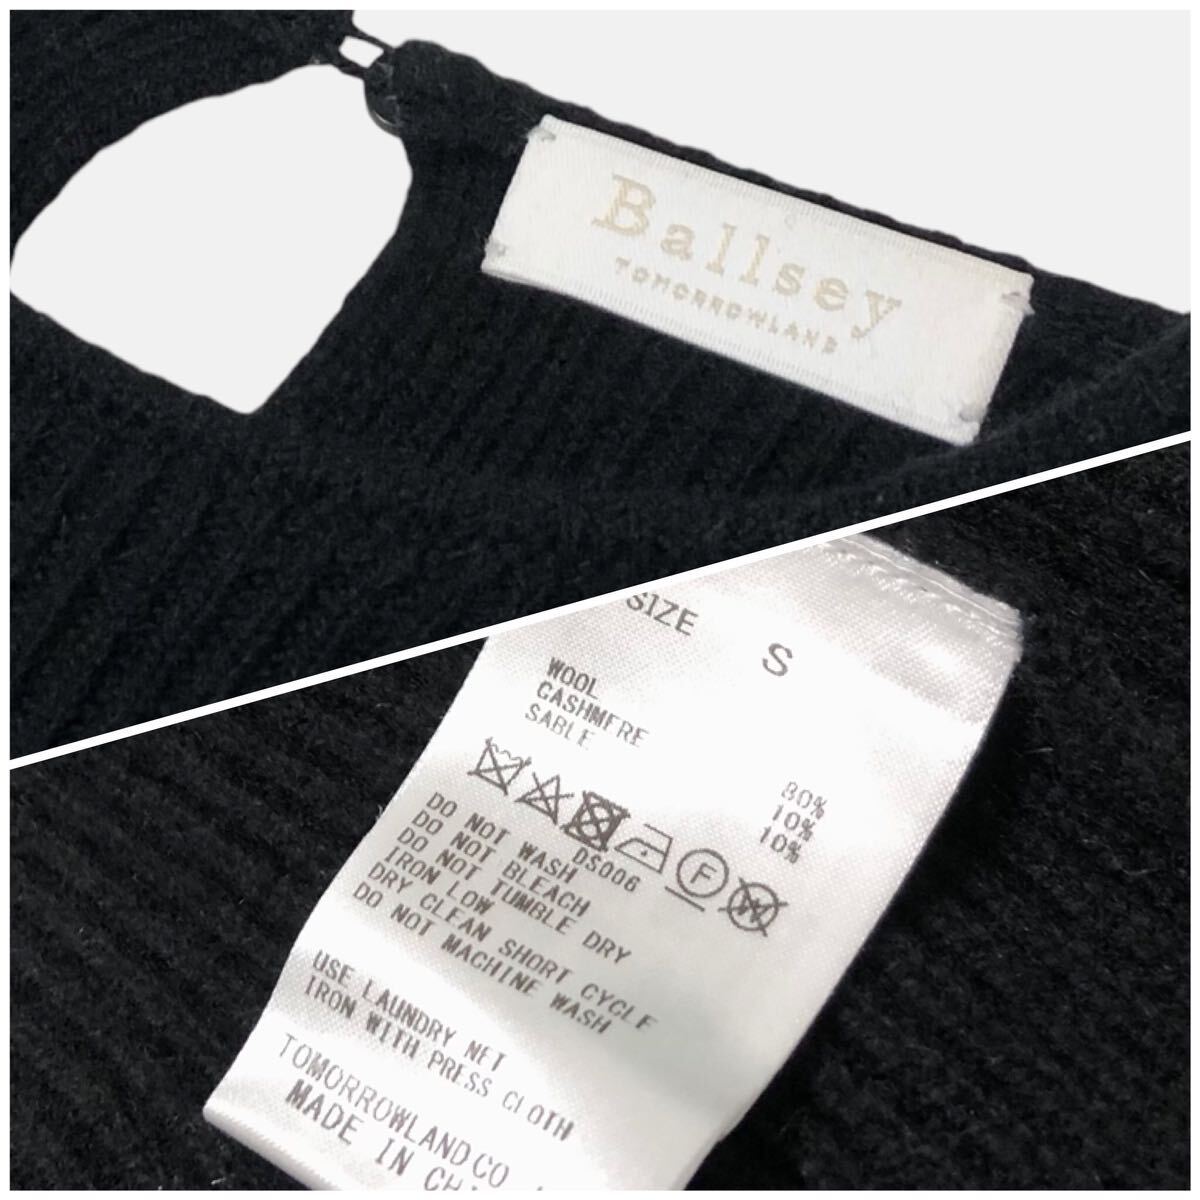 Ballsey
TOMORROWLAND
SIZE S
WOOL 80%
CASHMERE 10%
SABLE 10%
F
W
DS006
DO NOT WASH
DO NOT BLEACH
DO NOT TUMBLE DRY
IRON LOW
DRY CLEAN SHORT CYCLE
DO NOT MACHINE WASH
USE LAUNDRY NET
IRON WITH PRESS CLOTH
TOMORROWLAND CO
MADE IN